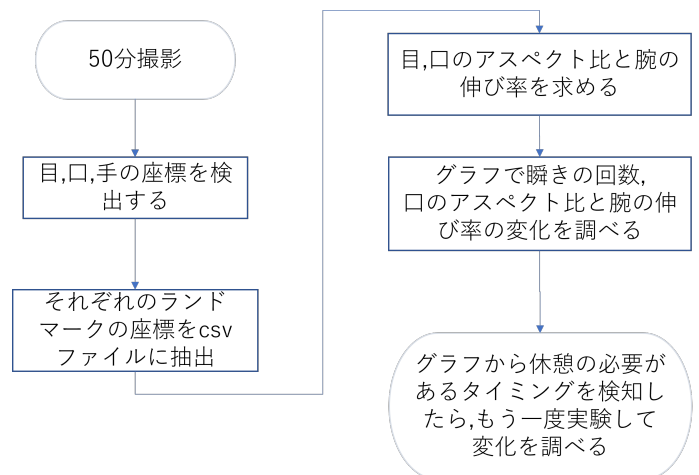 50分撮影
目,口,手の座標を検
出する
それぞれのランド
マークの座標をcsv
ファイルに抽出
目,口のアスペクト比と腕の
伸び率を求める
グラフで瞬きの回数,
口のアスペクト比と腕の伸
び率の変化を調べる
グラフから休憩の必要が
あるタイミングを検知し
たら,もう一度実験して
変化を調べる